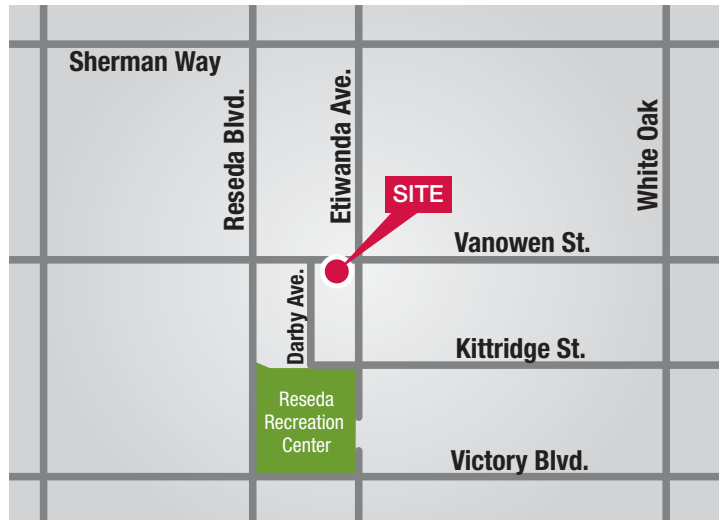 Sherman Way
Reseda Blvd.
Etiwanda Ave.
White Oak
SITE
Vanowen St.
Darby Ave.
Kittridge St.
Reseda
Recreation
Center
Victory Blvd.